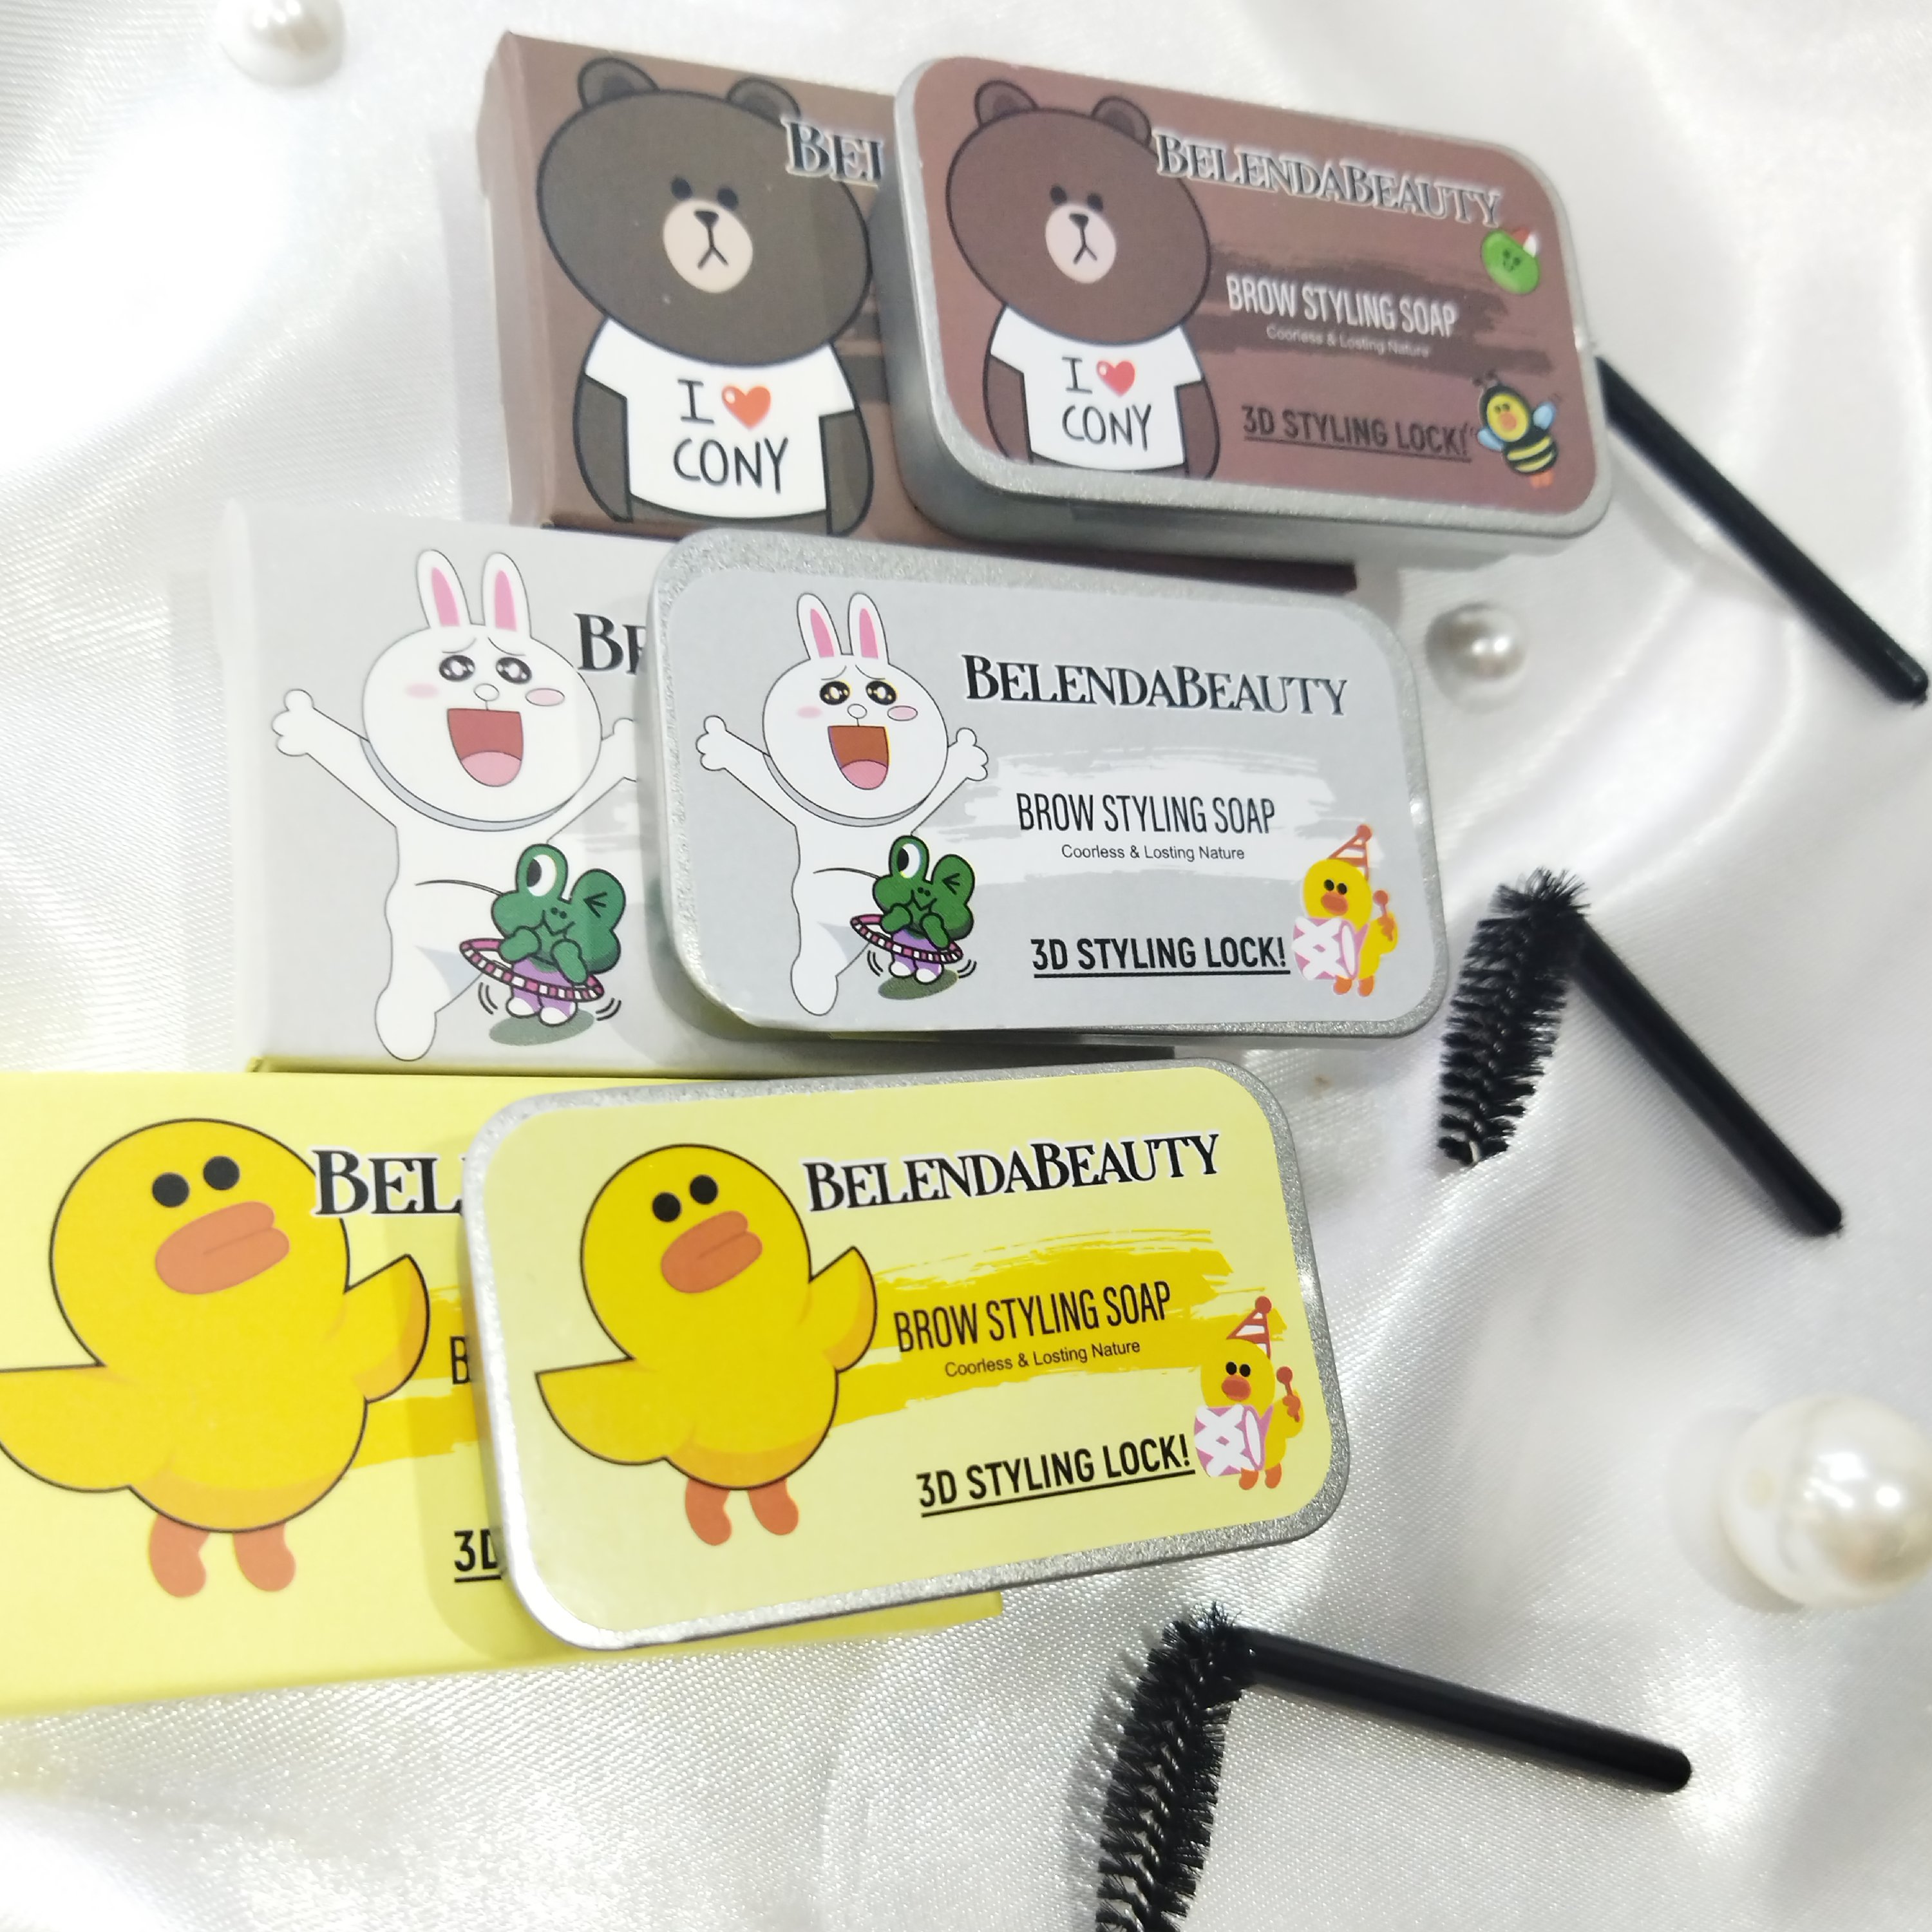 BEL
I ❤
CONY
BELENDABEAUTY
BROW STYLING SOAP
Coorless & Losting Nature
I ❤
CONY
3D STYLING LOCK!
BE
BELENDABEAUTY
BROW STYLING SOAP
Coorless & Losting Nature
3D STYLING LOCK!
BEL
B
3D
BELENDABEAUTY
BROW STYLING SOAP
Coorless & Losting Nature
3D STYLING LOCK!